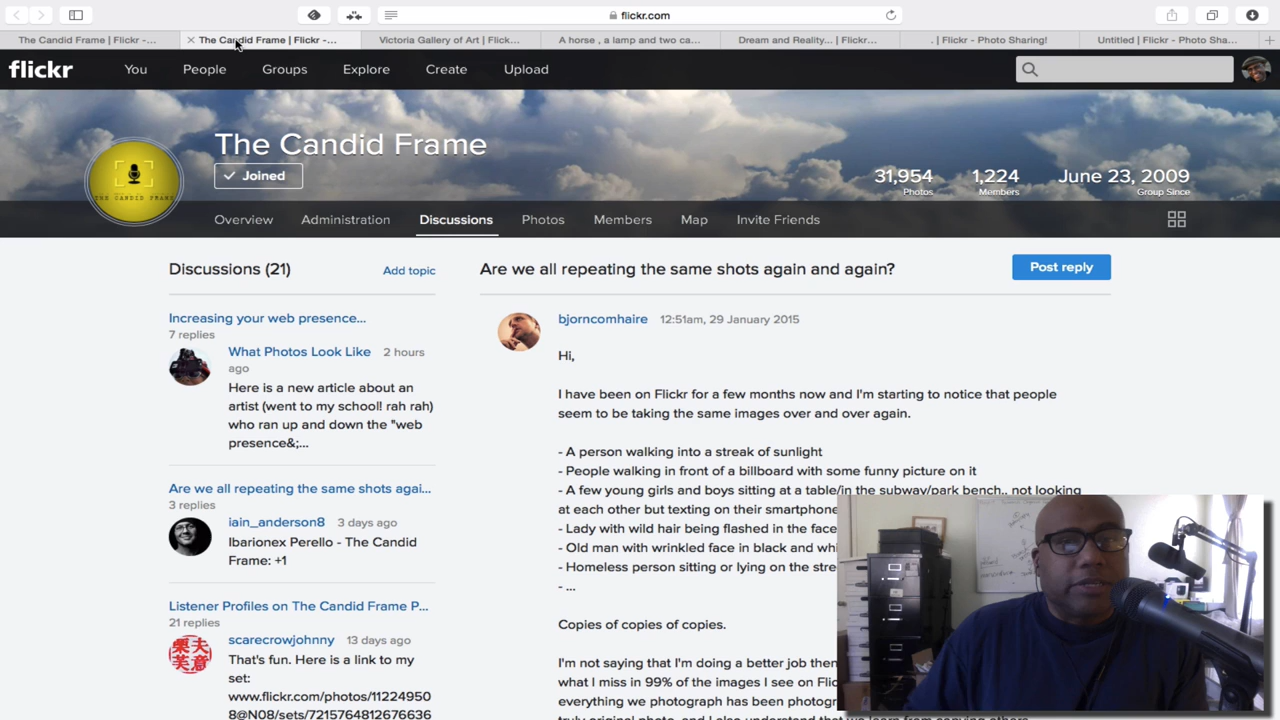 flickr.com
The Candid Frame | Flickr -...
The Candid Frame | Flickr -...
Victoria Gallery of Art | Flick...
A horse , a lamp and two ca...
Dream and Reality... | Flickr...
. | Flickr - Photo Sharing!
Untitled | Flickr - Photo Sha...
flickr You People Groups Explore Create Upload
The Candid Frame
Joined
31,954
Photos
1,224
Members
June 23, 2009
Group Since
THE CANDID FRAME
Overview Administration Discussions Photos Members Map Invite Friends
Discussions (21) Add topic
Increasing your web presence...
7 replies
What Photos Look Like 2 hours
ago
Here is a new article about an
artist (went to my school! rah rah)
who ran up and down the "web
presence&;...
Are we all repeating the same shots agai...
3 replies
iain_anderson8 3 days ago
Ibarionex Perello - The Candid
Frame: +1
Listener Profiles on The Candid Frame P...
21 replies
scarecrowjohnny 13 days ago
That's fun. Here is a link to my
set:
www.flickr.com/photos/11224950
8@N08/sets/7215764812676636
Are we all repeating the same shots again and again?
Post reply
bjorncomhaire 12:51am, 29 January 2015
Hi,
I have been on Flickr for a few months now and I'm starting to notice that people
seem to be taking the same images over and over again.
- A person walking into a streak of sunlight
- People walking in front of a billboard with some funny picture on it
- A few young girls and boys sitting at a table/in the subway/park bench.. not looking
at each other but texting on their smartphone
- Lady with wild hair being flashed in the face
- Old man with wrinkled face in black and whi
- Homeless person sitting or lying on the stre
- ...
Copies of copies of copies.
I'm not saying that I'm doing a better job then
what I miss in 99% of the images I see on Flic
everything we photograph has been photogr
truly original photo, and I also understand that we learn from copying others